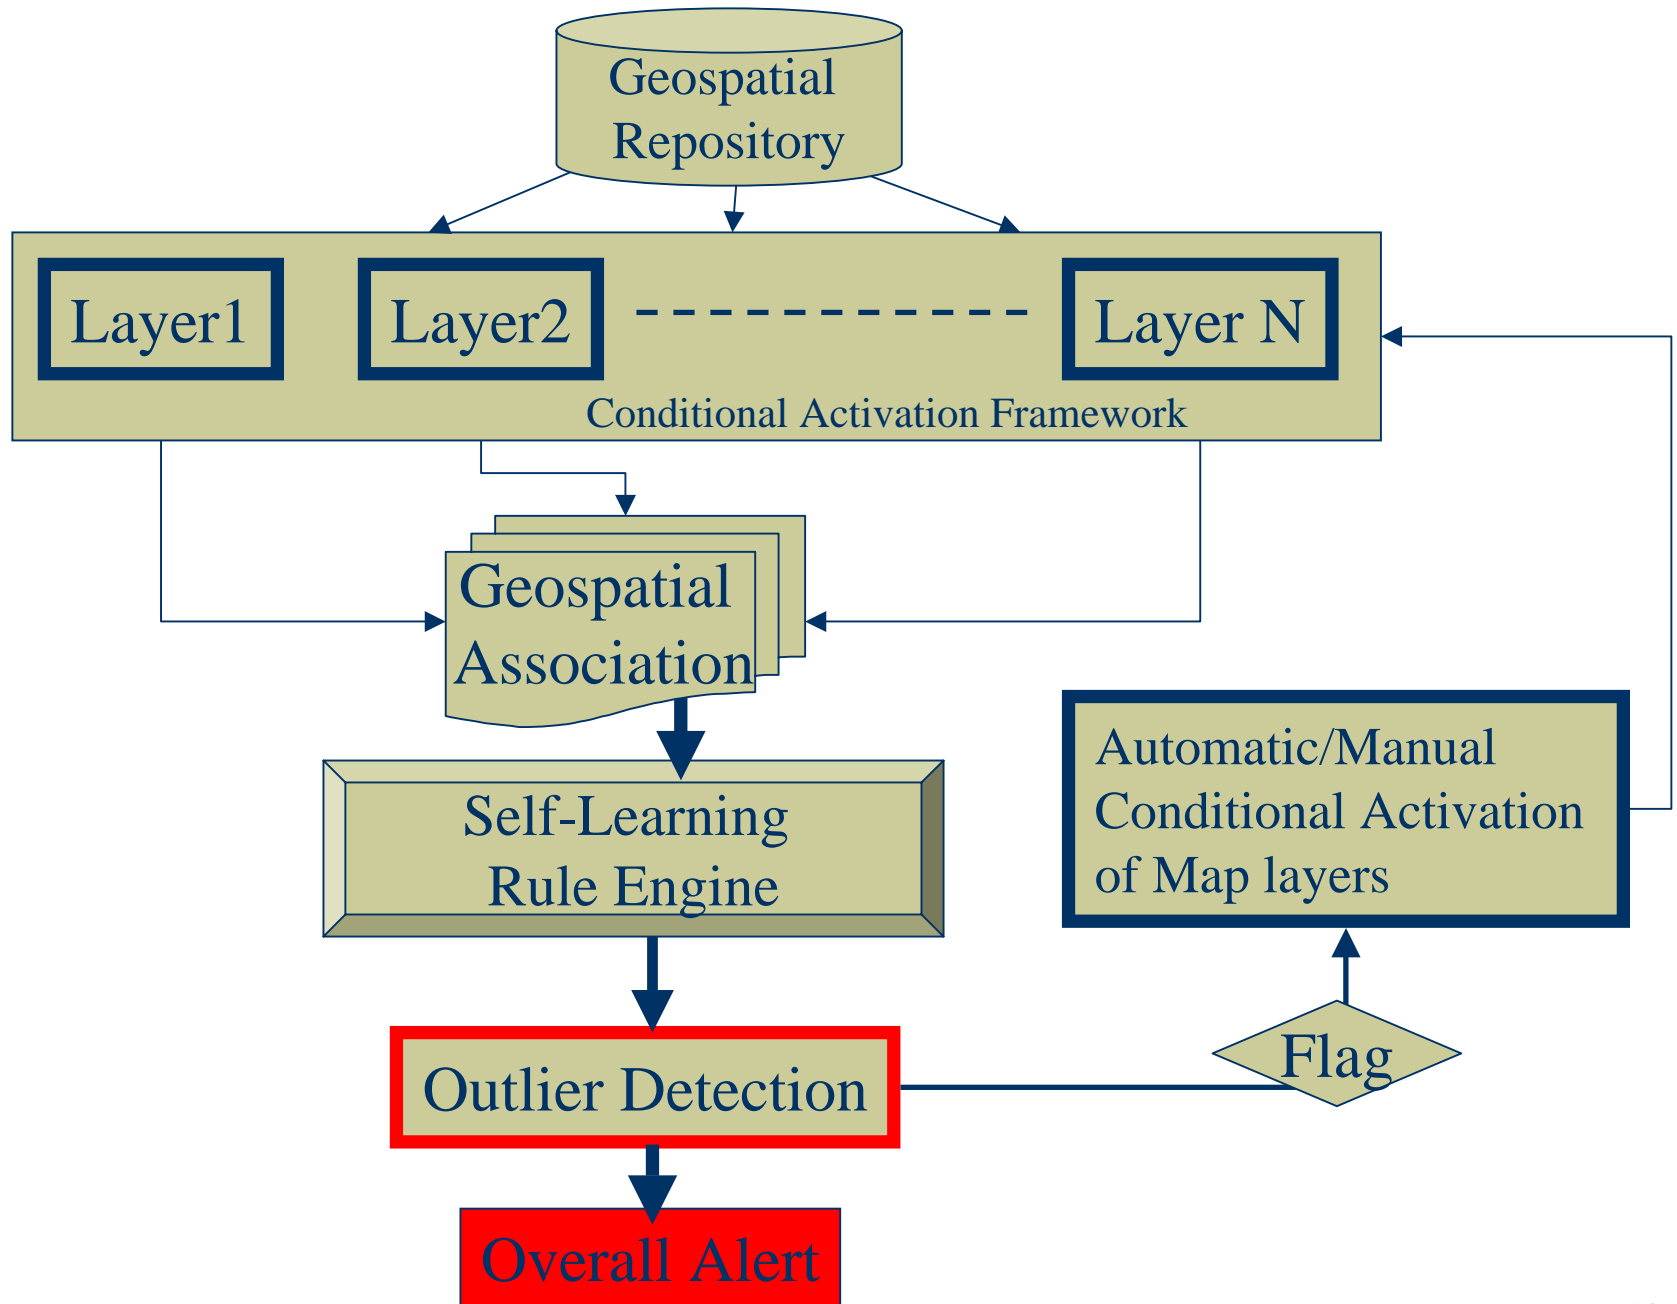 Geospatial
Repository
Layer1
Layer2
Layer N
Conditional Activation Framework
Geospatial
Association
Automatic/Manual
Conditional Activation
of Map layers
Self-Learning
Rule Engine
Flag
Outlier Detection
Overall Alert